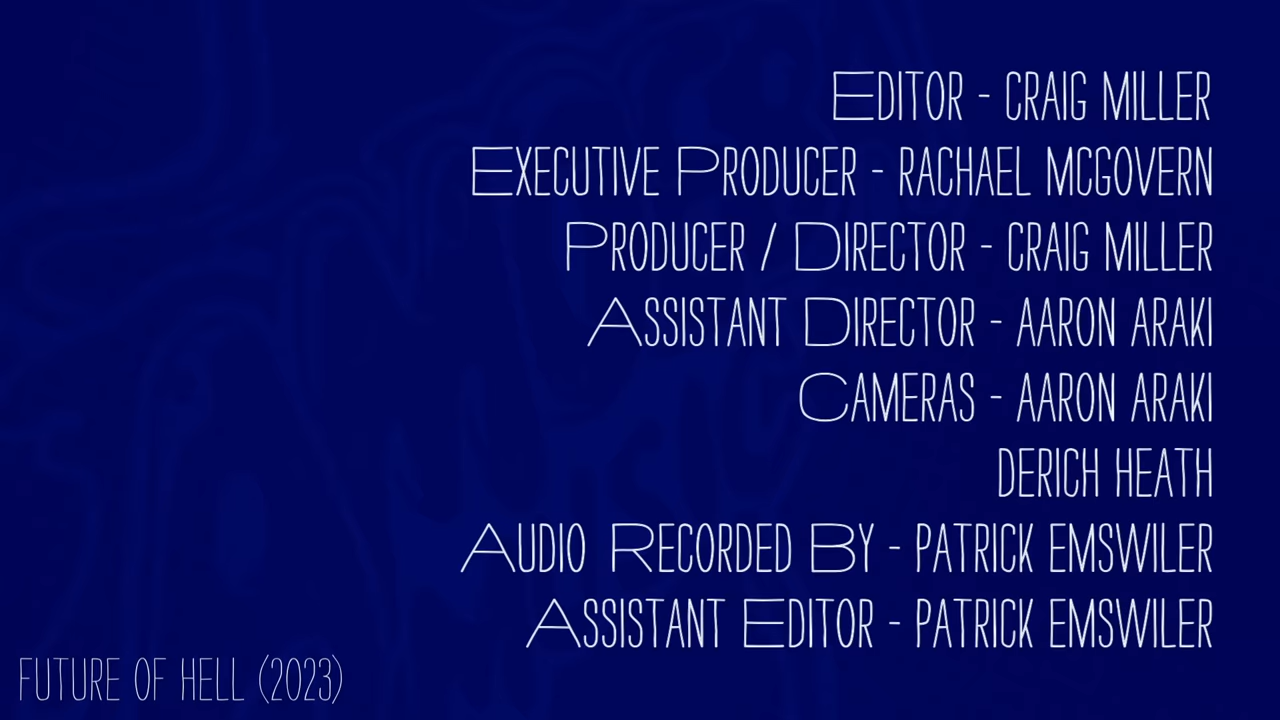 EDITOR - CRAIG MILLER
EXECUTIVE PRODUCER - RACHAEL MCGOVERN
PRODUCER / DIRECTOR - CRAIG MILLER
ASSISTANT DIRECTOR - AARON ARAKI
CAMERAS - AARON ARAKI
DERICH HEATH
AUDIO RECORDED BY - PATRICK EMSWILER
ASSISTANT EDITOR - PATRICK EMSWILER
FUTURE OF HELL (2023)